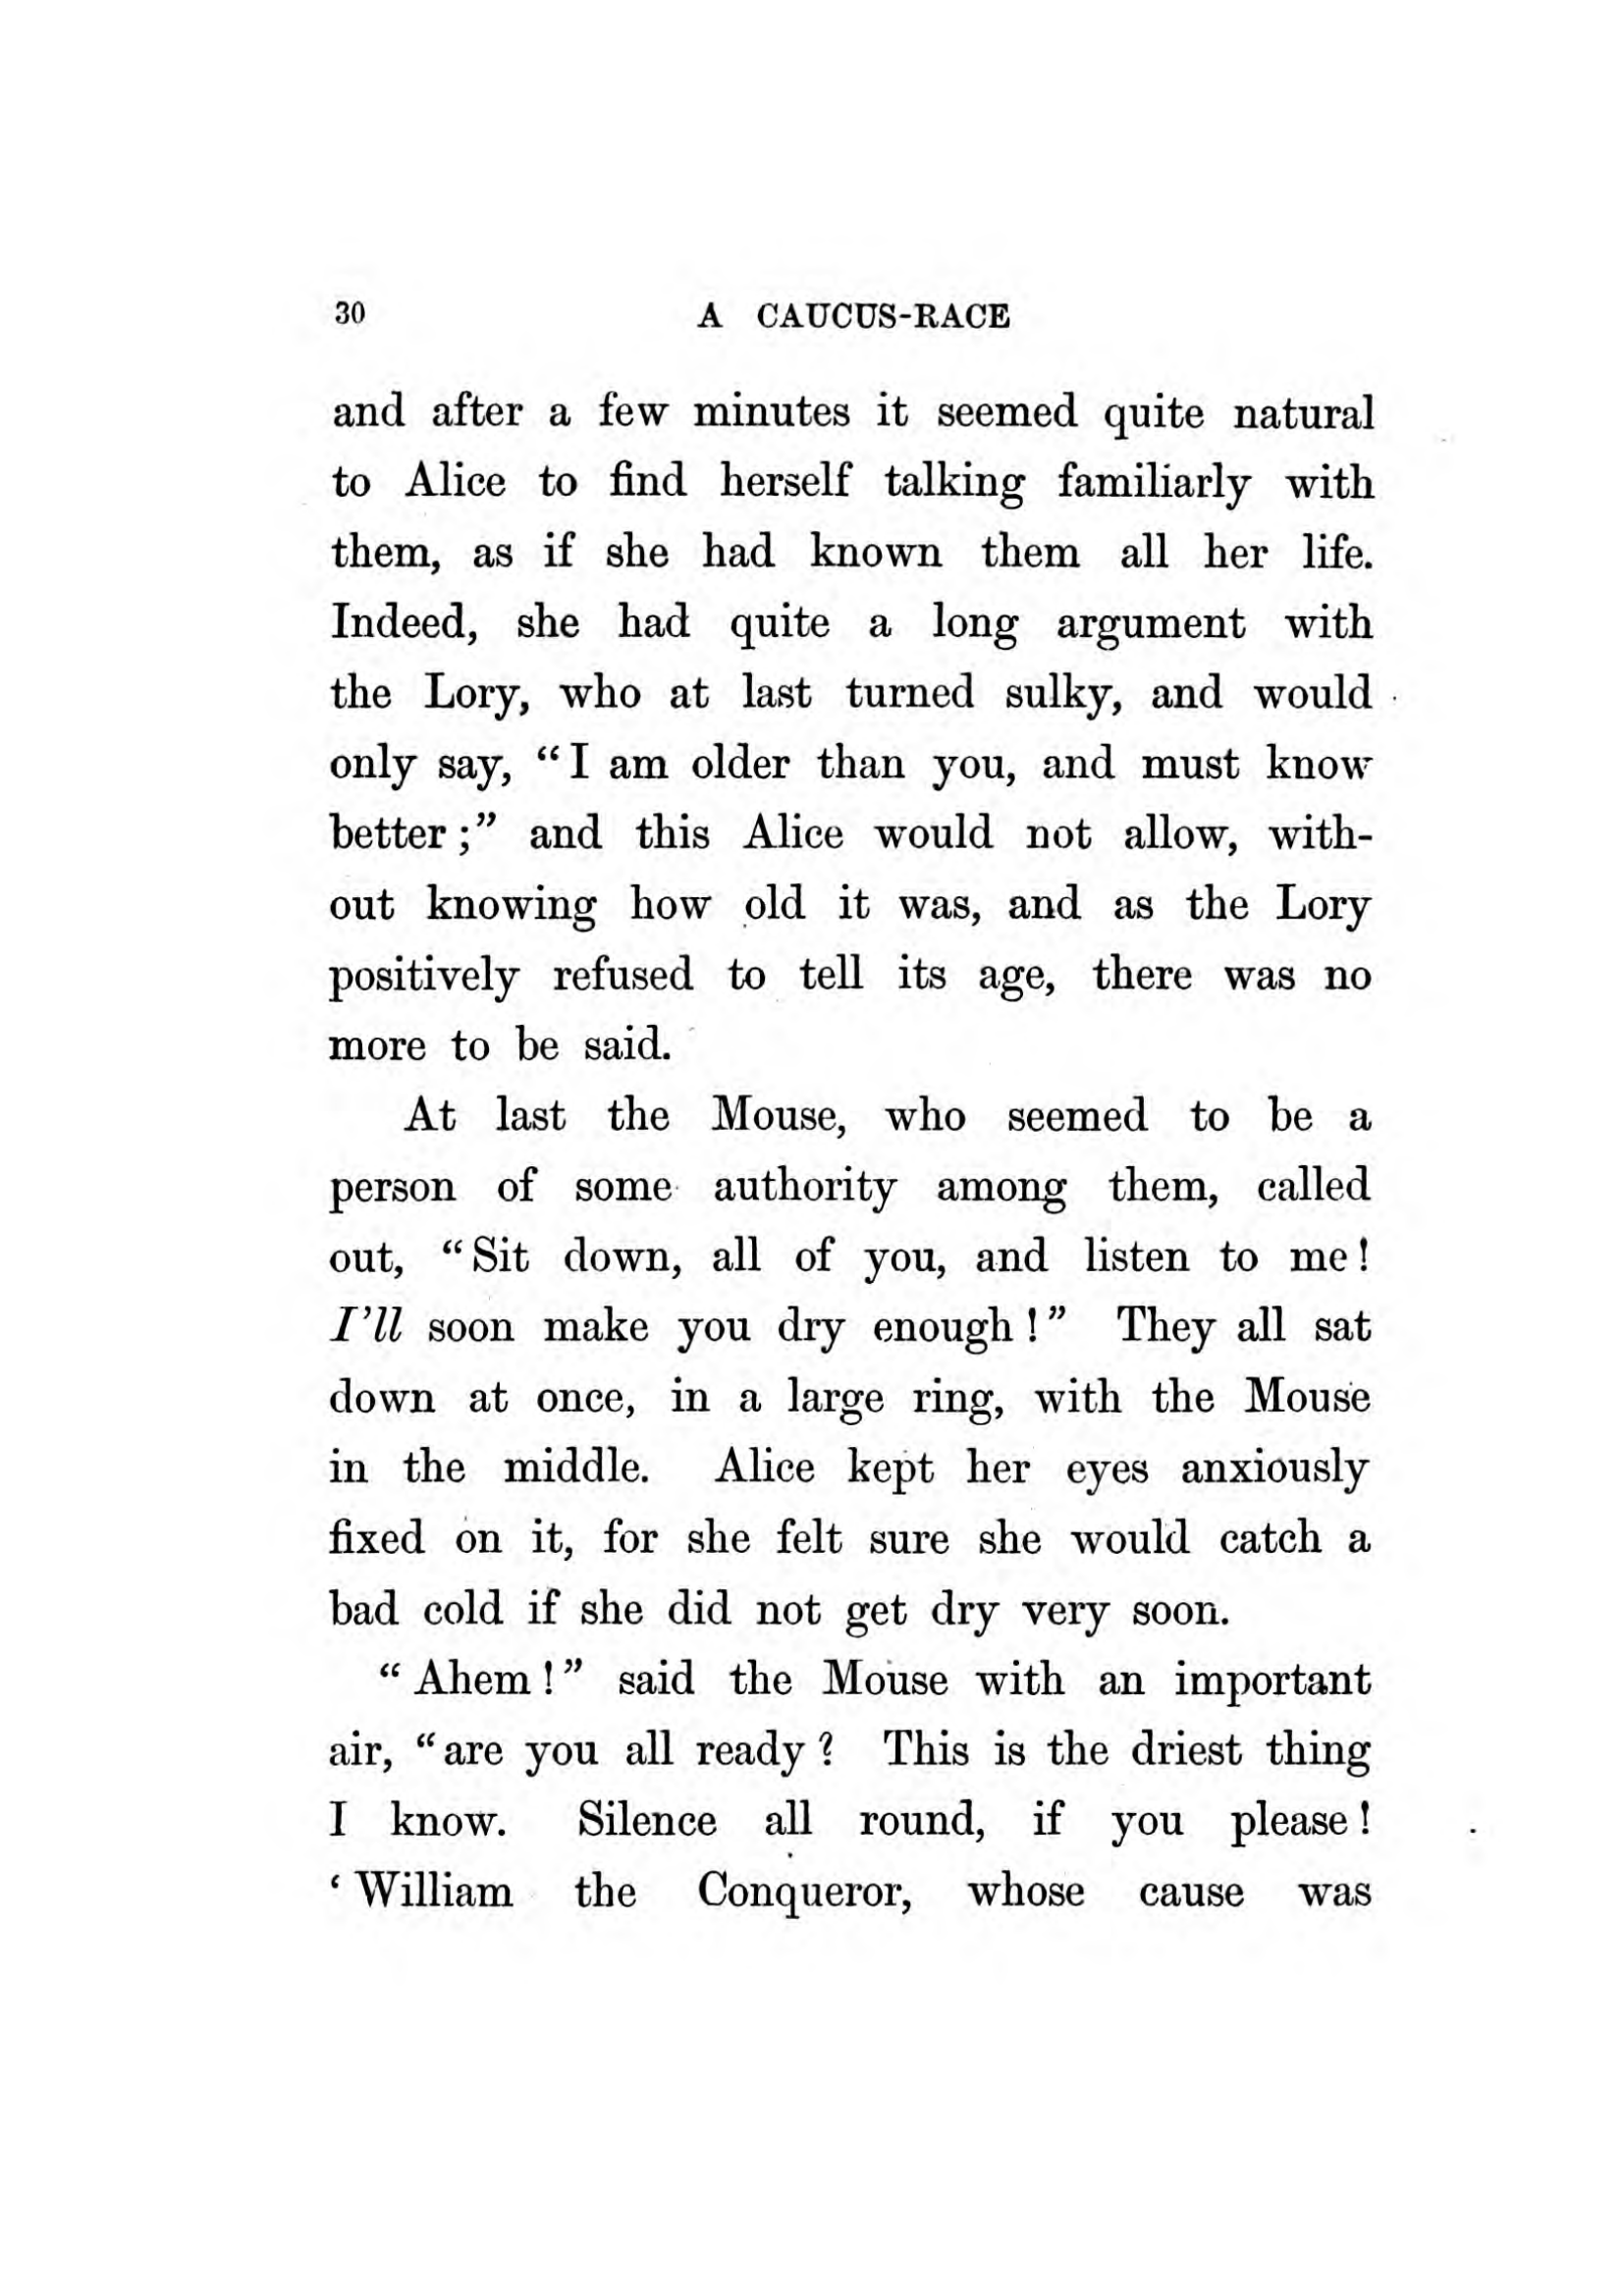 30 A CAUCUS-RACE
and after a few minutes it seemed quite natural
to Alice to find herself talking familiarly with
them, as if she had known them all her life.
Indeed, she had quite a long argument with
the Lory, who at last turned sulky, and would
only say, “I am older than you, and must know
better;” and this Alice would not allow, with-
out knowing how old it was, and as the Lory
positively refused to tell its age, there was no
more to be said.
At last the Mouse, who seemed to be a
person of some authority among them, called
out, “Sit down, all of you, and listen to me!
I’ll soon make you dry enough!” They all sat
down at once, in a large ring, with the Mouse
in the middle. Alice kept her eyes anxiously
fixed on it, for she felt sure she would catch a
bad cold if she did not get dry very soon.
“Ahem!” said the Mouse with an important
air, “are you all ready? This is the driest thing
I know. Silence all round, if you please!
‘William the Conqueror, whose cause was